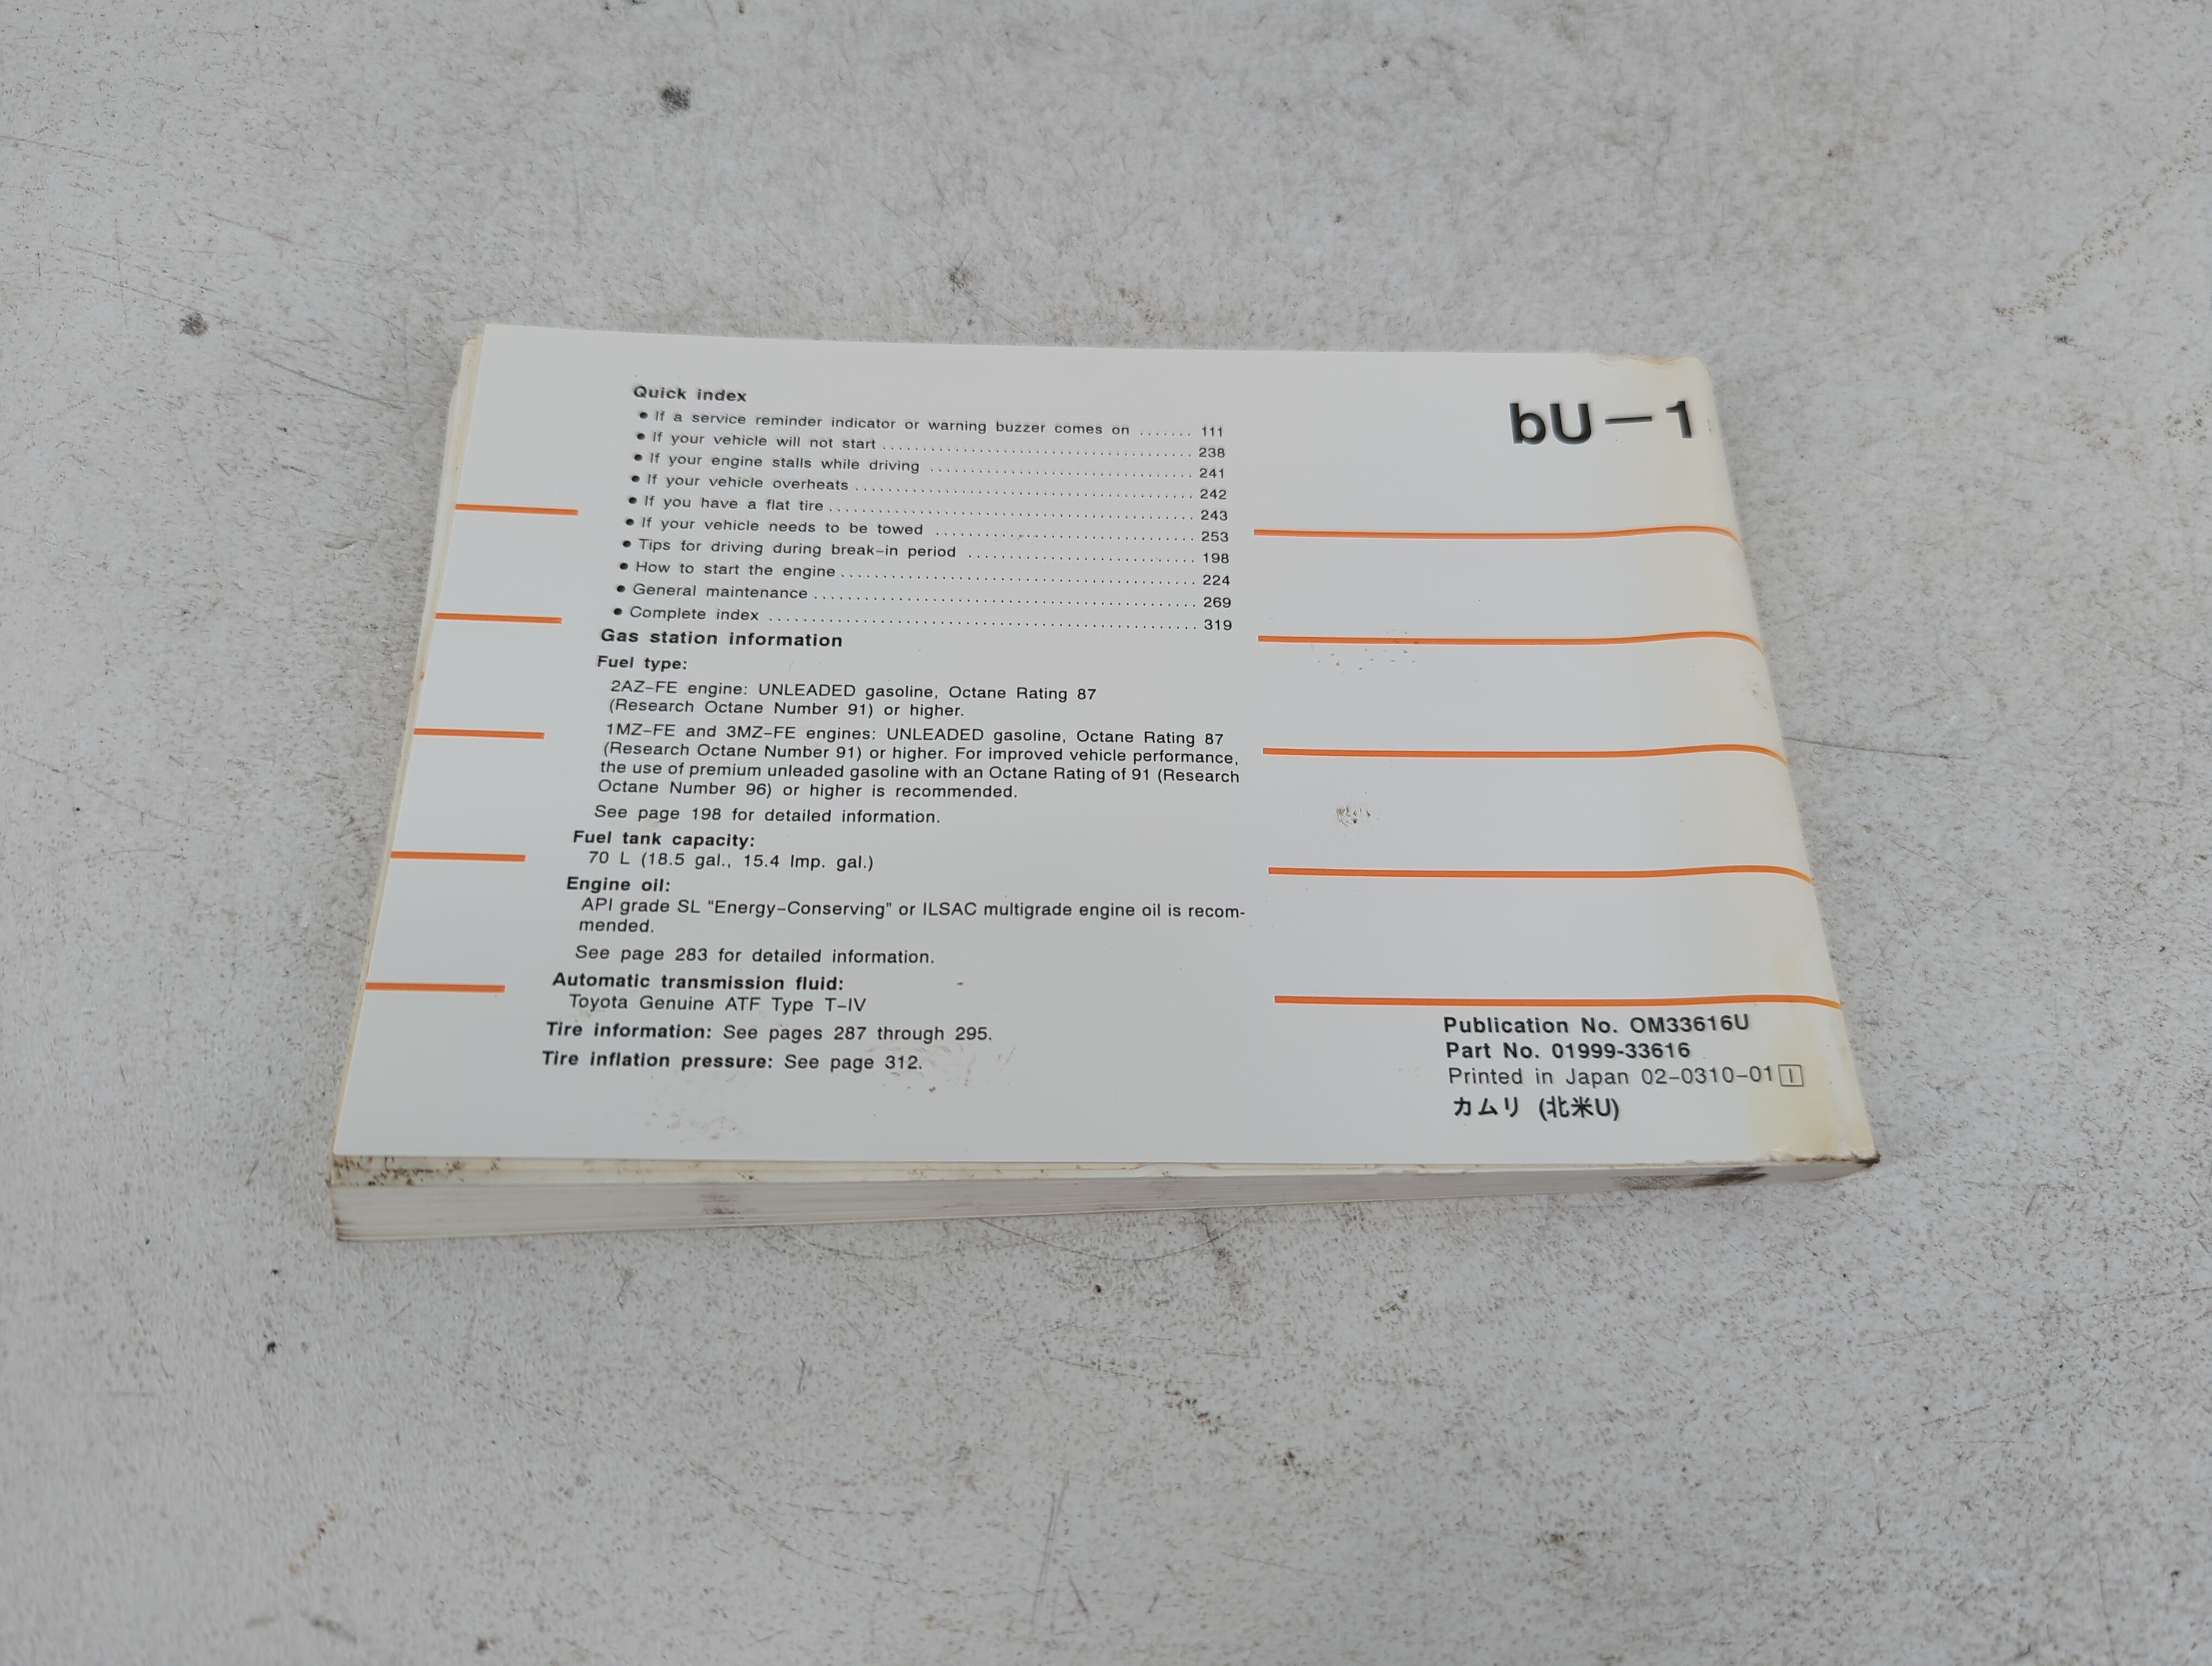 Quick index
● If a service reminder indicator or warning buzzer comes on ....... 111
● If your vehicle will not start ...................................... 238
● If your engine stalls while driving ................................ 241
● If your vehicle overheats .......................................... 242
● If you have a flat tire ............................................. 243
● If your vehicle needs to be towed ................................ 253
● Tips for driving during break–in period ............................ 198
● How to start the engine ............................................ 224
● General maintenance ............................................... 269
● Complete index .................................................... 319
Gas station information
Fuel type:
2AZ–FE engine: UNLEADED gasoline, Octane Rating 87
(Research Octane Number 91) or higher.
1MZ–FE and 3MZ–FE engines: UNLEADED gasoline, Octane Rating 87
(Research Octane Number 91) or higher. For improved vehicle performance,
the use of premium unleaded gasoline with an Octane Rating of 91 (Research
Octane Number 96) or higher is recommended.
See page 198 for detailed information.
Fuel tank capacity:
70 L (18.5 gal., 15.4 Imp. gal.)
Engine oil:
API grade SL “Energy–Conserving” or ILSAC multigrade engine oil is recom-
mended.
See page 283 for detailed information.
Automatic transmission fluid:
Toyota Genuine ATF Type T–IV
Tire information: See pages 287 through 295.
Tire inflation pressure: See page 312.
bU－1
Publication No. OM33616U
Part No. 01999-33616
Printed in Japan 02–0310–01 I
カムリ (北米U)